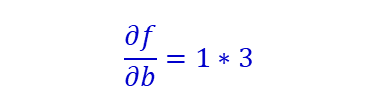 ∂f/∂b = 1 * 3